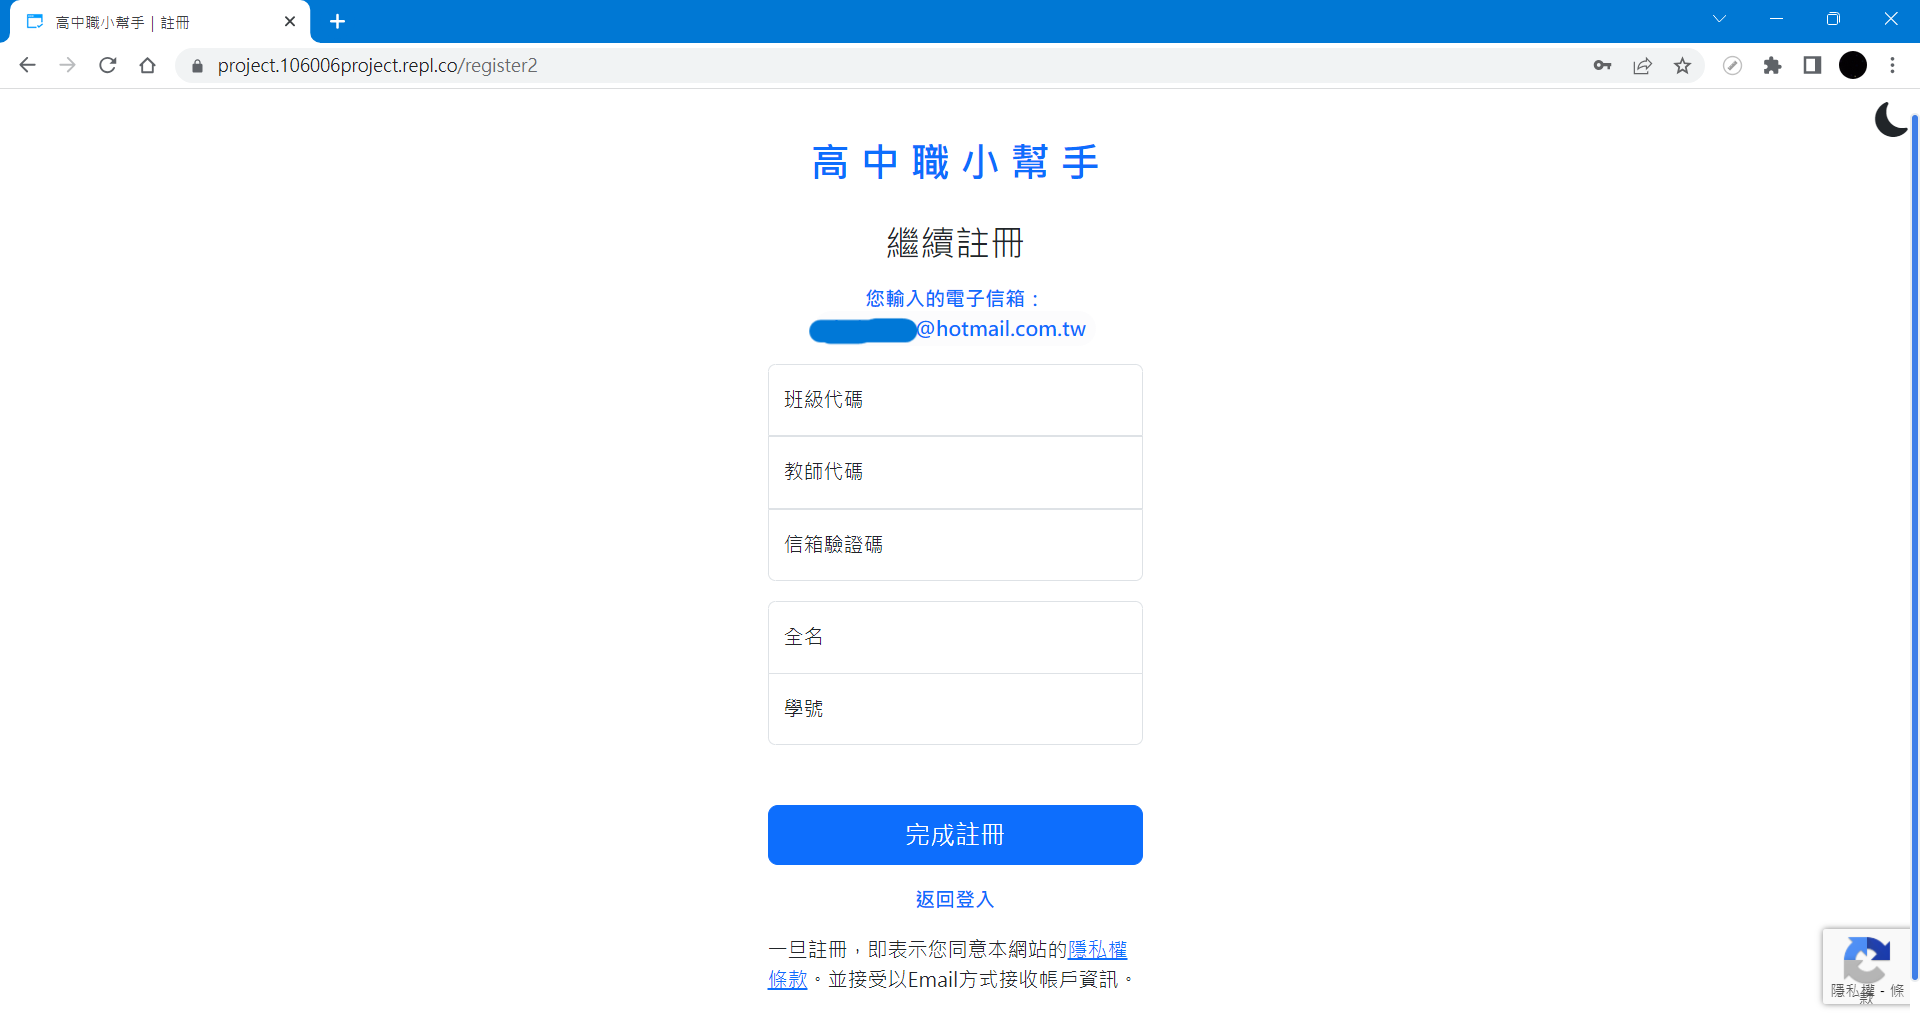 高中職小幫手 | 註冊
project.106006project.repl.co/register2
高中職小幫手
繼續註冊
您輸入的電子信箱：
@hotmail.com.tw
班級代碼
教師代碼
信箱驗證碼
全名
學號
完成註冊
返回登入
一旦註冊，即表示您同意本網站的隱私權
條款。並接受以Email方式接收帳戶資訊。
隱私權 - 條
款